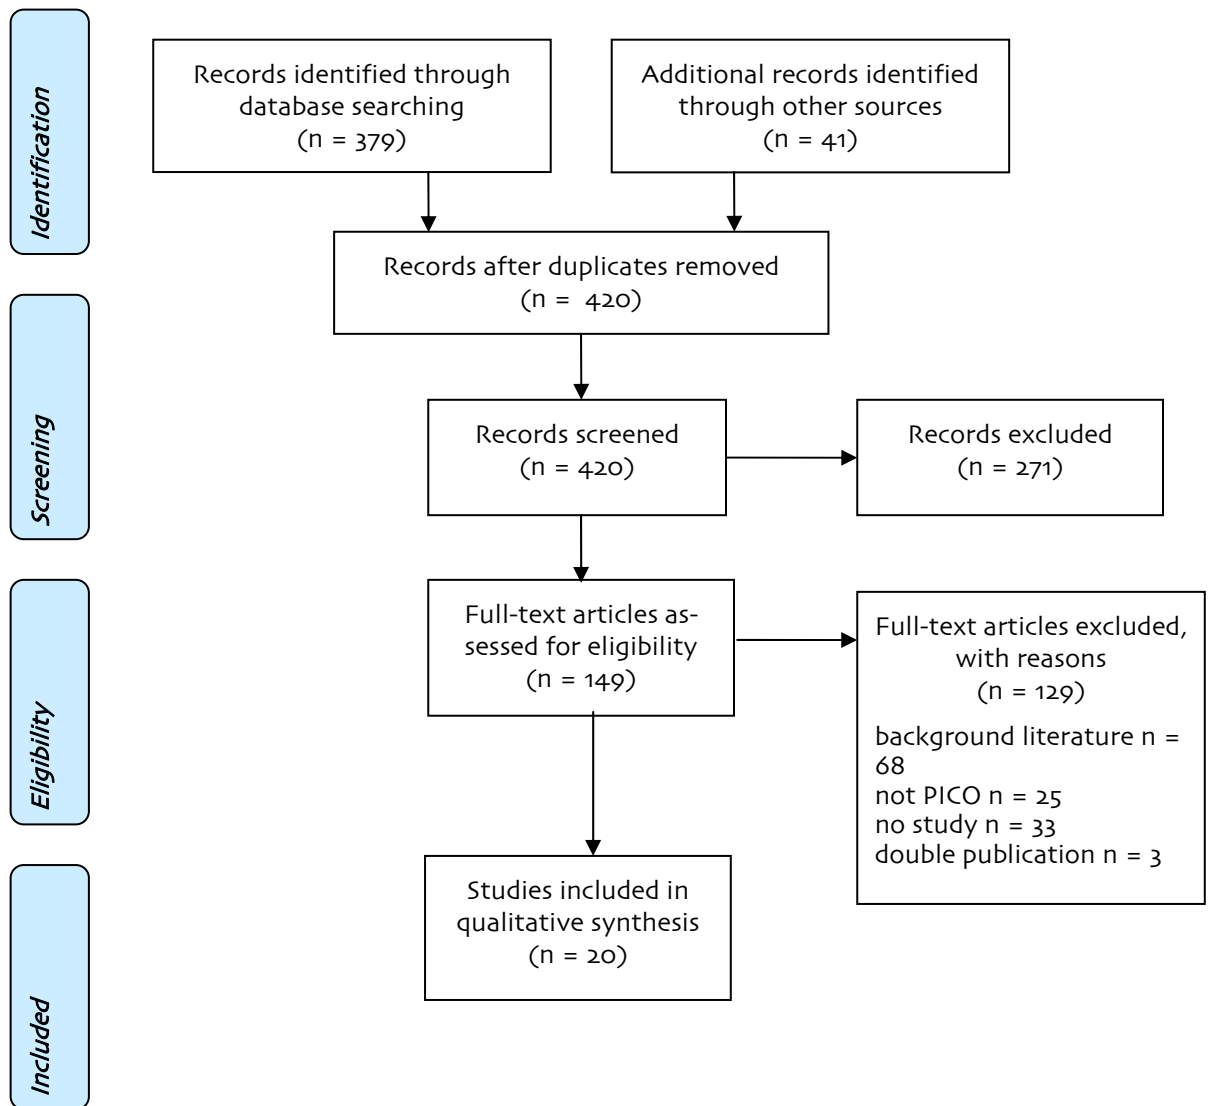 Identification
Records identified through
database searching
(n = 379)
Additional records identified
through other sources
(n = 41)
Records after duplicates removed
(n = 420)
Screening
Records screened
(n = 420)
Records excluded
(n = 271)
Eligibility
Full-text articles as-
sessed for eligibility
(n = 149)
Full-text articles excluded,
with reasons
(n = 129)
background literature n =
68
not PICO n = 25
no study n = 33
double publication n = 3
Included
Studies included in
qualitative synthesis
(n = 20)